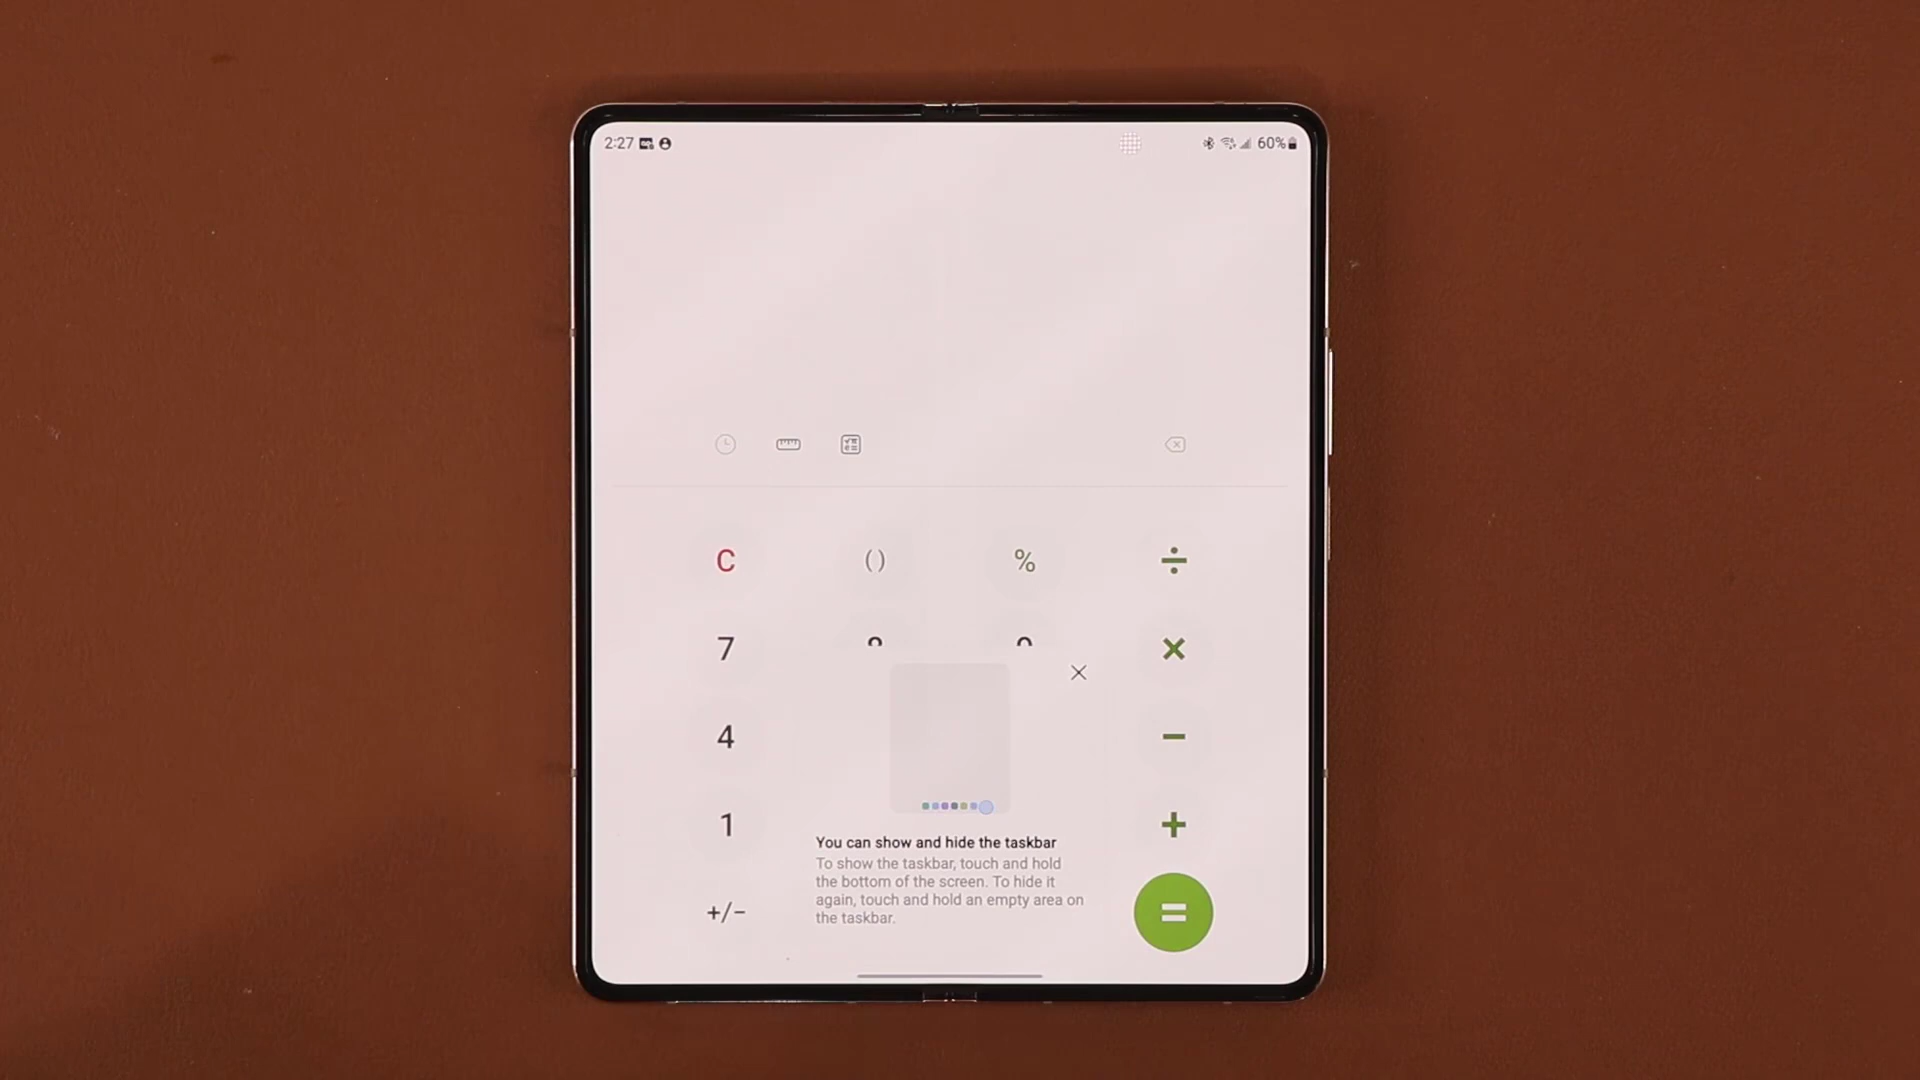 2:27 60%
C () % ÷
7 ×
4 −
You can show and hide the taskbar
To show the taskbar, touch and hold
the bottom of the screen. To hide it
again, touch and hold an empty area on
the taskbar.
1 +
+/− =